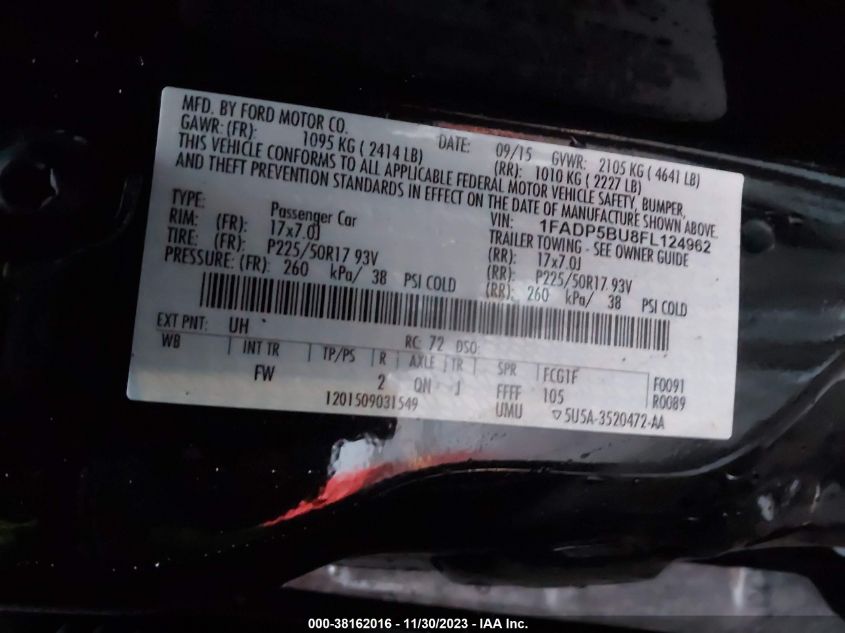 MFD. BY FORD MOTOR CO.
DATE: 09/15 GVWR: 2105 KG ( 4641 LB)
GAWR: (FR): 1095 KG ( 2414 LB) (RR): 1010 KG ( 2227 LB)
THIS VEHICLE CONFORMS TO ALL APPLICABLE FEDERAL MOTOR VEHICLE SAFETY, BUMPER,
AND THEFT PREVENTION STANDARDS IN EFFECT ON THE DATE OF MANUFACTURE SHOWN ABOVE.
VIN: 1FADP5BU8FL124962
TYPE: Passenger Car TRAILER TOWING - SEE OWNER GUIDE
RIM: (FR): 17x7.0J (RR): 17x7.0J
TIRE: (FR): P225/50R17 93V (RR): P225/50R17 93V
PRESSURE: (FR): 260 kPa/ 38 PSI COLD (RR): 260 kPa/ 38 PSI COLD
EXT PNT: UH RC: 72 DSO:
WB INT TR TP/PS R AXLE TR SPR FCG1F F0091
FW 2 QN J FFFF 105 R0089
1201509031549 UMU ▽5U5A-3520472-AA
000-38162016 - 11/30/2023 - IAA Inc.